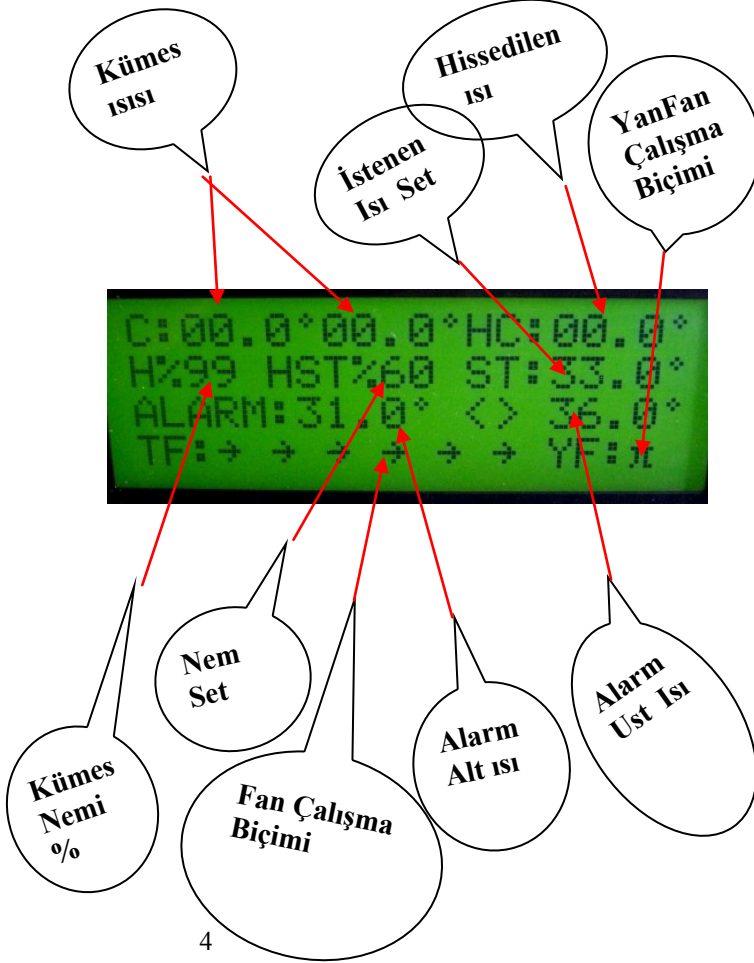 Kümes
ısısı
Hissedilen
ısı
İstenen
Isı Set
YanFan
Çalışma
Biçimi
C:00.0°00.0°HC:00.0°
H%99 HST%60 ST:33.0°
ALARM:31.0° <> 36.0°
TF:→ → → → → → YF:
Kümes
Nemi
%
Nem
Set
Fan Çalışma
Biçimi
Alarm
Alt ısı
Alarm
Ust Isı
4